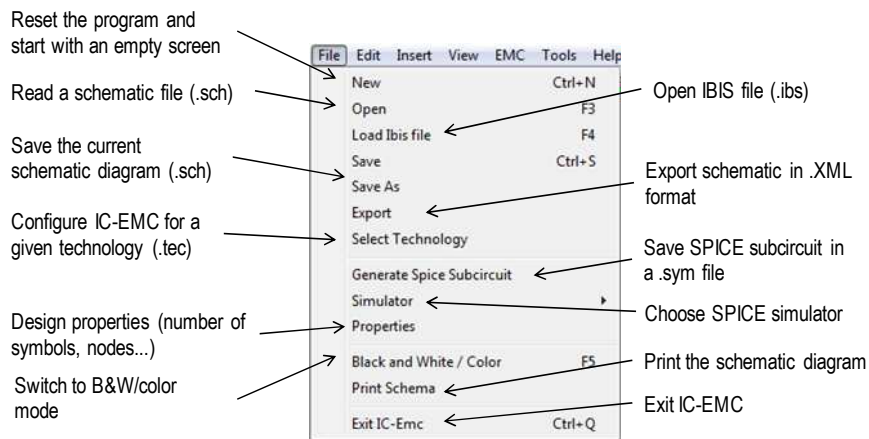 Reset the program and
start with an empty screen
Read a schematic file (.sch)
Save the current
schematic diagram (.sch)
Configure IC-EMC for a
given technology (.tec)
Design properties (number of
symbols, nodes...)
Switch to B&W/color
mode
File Edit Insert View EMC Tools Help
New Ctrl+N
Open F3
Load Ibis file F4
Save Ctrl+S
Save As
Export
Select Technology
Generate Spice Subcircuit
Simulator
Properties
Black and White / Color F5
Print Schema
Exit IC-Emc Ctrl+Q
Open IBIS file (.ibs)
Export schematic in .XML
format
Save SPICE subcircuit in
a .sym file
Choose SPICE simulator
Print the schematic diagram
Exit IC-EMC